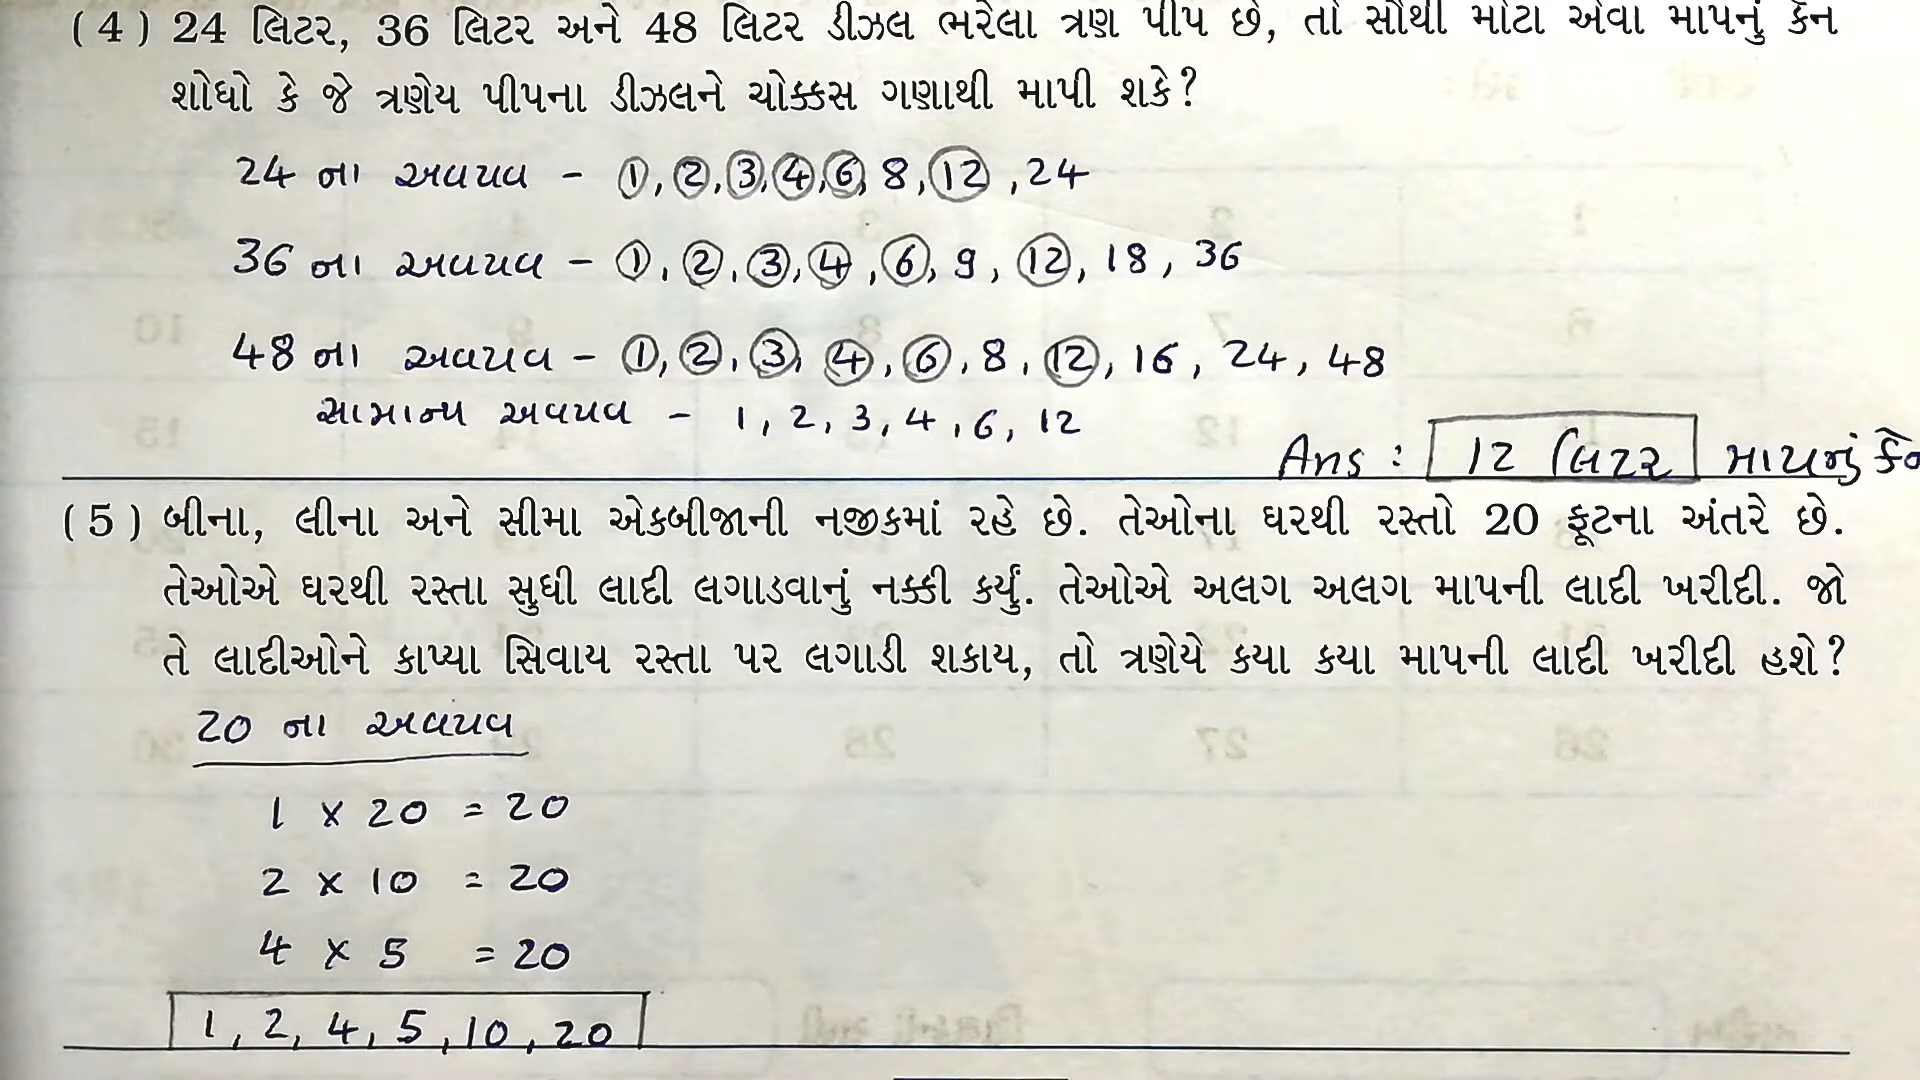 (4) 24 લિટર, 36 લિટર અને 48 લિટર ડીઝલ ભરેલા ત્રણ પીપ છે, તો સૌથી મોટા એવા માપનું કેન
શોધો કે જે ત્રણેય પીપના ડીઝલને ચોક્કસ ગણાથી માપી શકે?
24 ના અવયવ - 1, 2, 3, 4, 6, 8, 12, 24
36 ના અવયવ - 1, 2, 3, 4, 6, 9, 12, 18, 36
48 ના અવયવ - 1, 2, 3, 4, 6, 8, 12, 16, 24, 48
સામાન્ય અવયવ - 1, 2, 3, 4, 6, 12
Ans : 12 લિટર માપનું કેન
(5) બીના, લીના અને સીમા એકબીજાની નજીકમાં રહે છે. તેઓના ઘરથી રસ્તો 20 ફૂટના અંતરે છે.
તેઓએ ઘરથી રસ્તા સુધી લાદી લગાડવાનું નક્કી કર્યું. તેઓએ અલગ અલગ માપની લાદી ખરીદી. જો
તે લાદીઓને કાપ્યા સિવાય રસ્તા પર લગાડી શકાય, તો ત્રણેયે કયા કયા માપની લાદી ખરીદી હશે?
20 ના અવયવ
1 x 20 = 20
2 x 10 = 20
4 x 5 = 20
1, 2, 4, 5, 10, 20